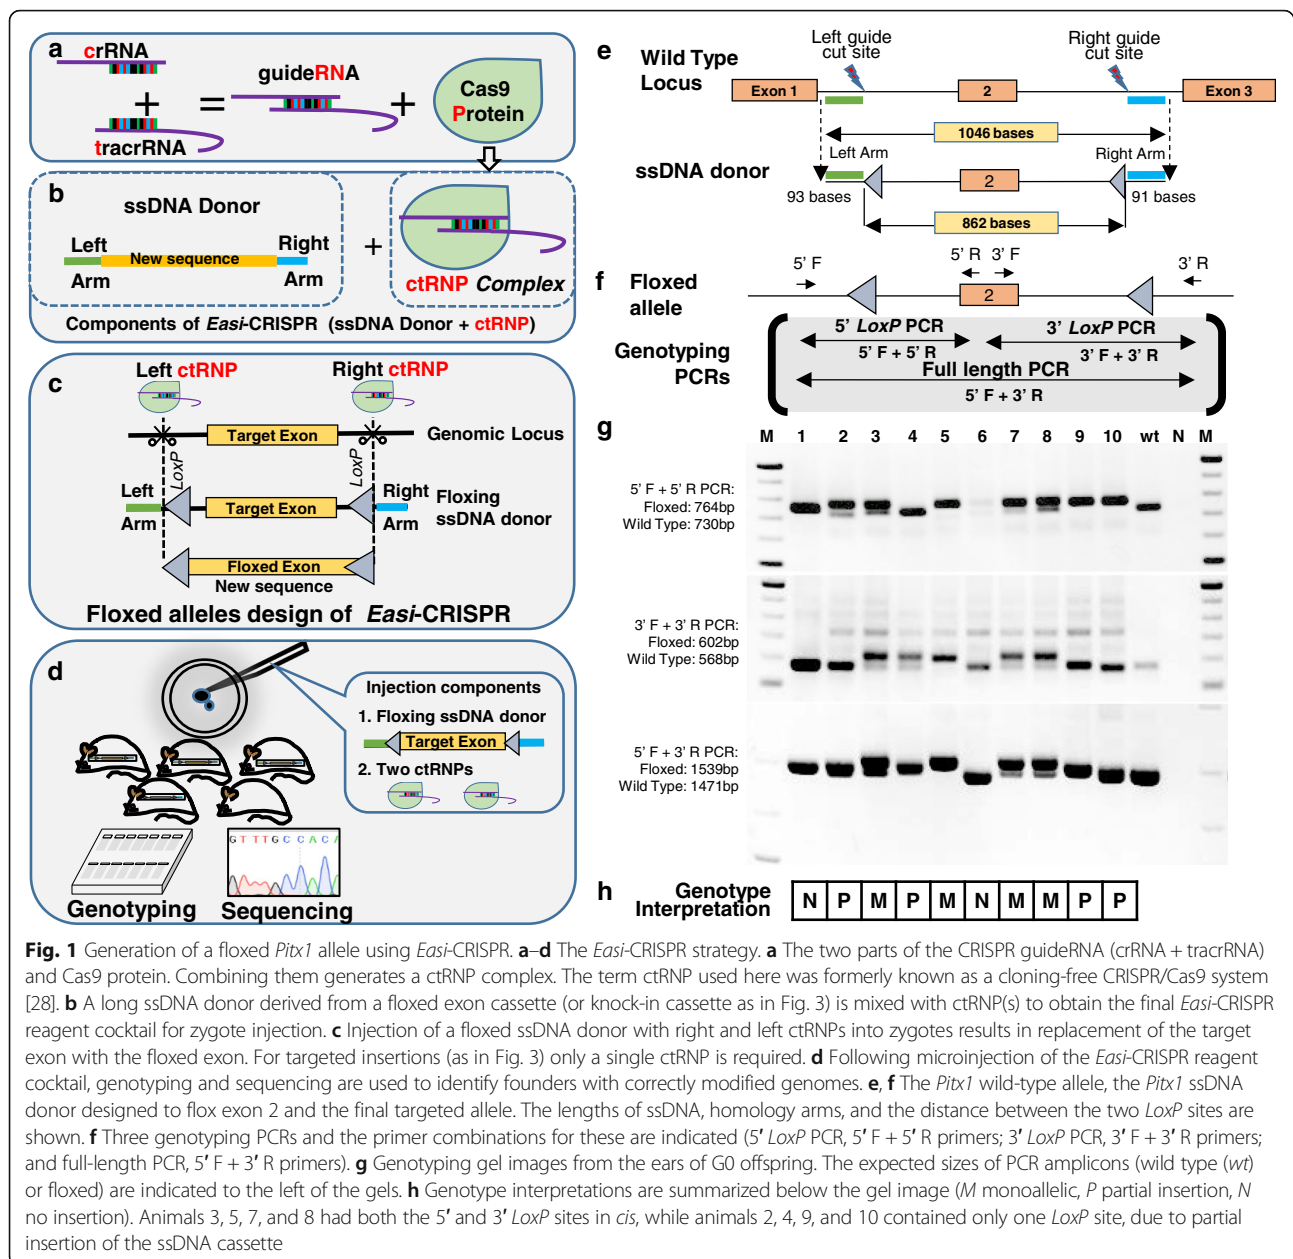 a
crRNA
tracrRNA
guideRNA
Cas9
Protein
b
ssDNA Donor
Left
Arm
New sequence
Right
Arm
ctRNP Complex
Components of Easi-CRISPR (ssDNA Donor + ctRNP)
c
Left ctRNP
Right ctRNP
Target Exon
Genomic Locus
LoxP
LoxP
Left
Arm
Target Exon
Right
Arm
Floxing
ssDNA donor
Floxed Exon
New sequence
Floxed alleles design of Easi-CRISPR
d
Injection components
1. Floxing ssDNA donor
Target Exon
2. Two ctRNPs
GTTTGCCACA
Genotyping
Sequencing
e
Wild Type
Locus
Left guide
cut site
Right guide
cut site
Exon 1
2
Exon 3
1046 bases
ssDNA donor
Left Arm
Right Arm
93 bases
2
91 bases
862 bases
f
Floxed
allele
5' F
5' R
3' F
3' R
2
Genotyping
PCRs
5' LoxP PCR
5' F + 5' R
3' LoxP PCR
3' F + 3' R
Full length PCR
5' F + 3' R
g
M 1 2 3 4 5 6 7 8 9 10 wt N M
5' F + 5' R PCR:
Floxed: 764bp
Wild Type: 730bp
3' F + 3' R PCR:
Floxed: 602bp
Wild Type: 568bp
5' F + 3' R PCR:
Floxed: 1539bp
Wild Type: 1471bp
h
Genotype
Interpretation
N P M P M N M M P P
Fig. 1 Generation of a floxed Pitx1 allele using Easi-CRISPR. a–d The Easi-CRISPR strategy. a The two parts of the CRISPR guideRNA (crRNA + tracrRNA)
and Cas9 protein. Combining them generates a ctRNP complex. The term ctRNP used here was formerly known as a cloning-free CRISPR/Cas9 system
[28]. b A long ssDNA donor derived from a floxed exon cassette (or knock-in cassette as in Fig. 3) is mixed with ctRNP(s) to obtain the final Easi-CRISPR
reagent cocktail for zygote injection. c Injection of a floxed ssDNA donor with right and left ctRNPs into zygotes results in replacement of the target
exon with the floxed exon. For targeted insertions (as in Fig. 3) only a single ctRNP is required. d Following microinjection of the Easi-CRISPR reagent
cocktail, genotyping and sequencing are used to identify founders with correctly modified genomes. e, f The Pitx1 wild-type allele, the Pitx1 ssDNA
donor designed to flox exon 2 and the final targeted allele. The lengths of ssDNA, homology arms, and the distance between the two LoxP sites are
shown. f Three genotyping PCRs and the primer combinations for these are indicated (5′ LoxP PCR, 5′ F + 5′ R primers; 3′ LoxP PCR, 3′ F + 3′ R primers;
and full-length PCR, 5′ F + 3′ R primers). g Genotyping gel images from the ears of G0 offspring. The expected sizes of PCR amplicons (wild type (wt)
or floxed) are indicated to the left of the gels. h Genotype interpretations are summarized below the gel image (M monoallelic, P partial insertion, N
no insertion). Animals 3, 5, 7, and 8 had both the 5′ and 3′ LoxP sites in cis, while animals 2, 4, 9, and 10 contained only one LoxP site, due to partial
insertion of the ssDNA cassette